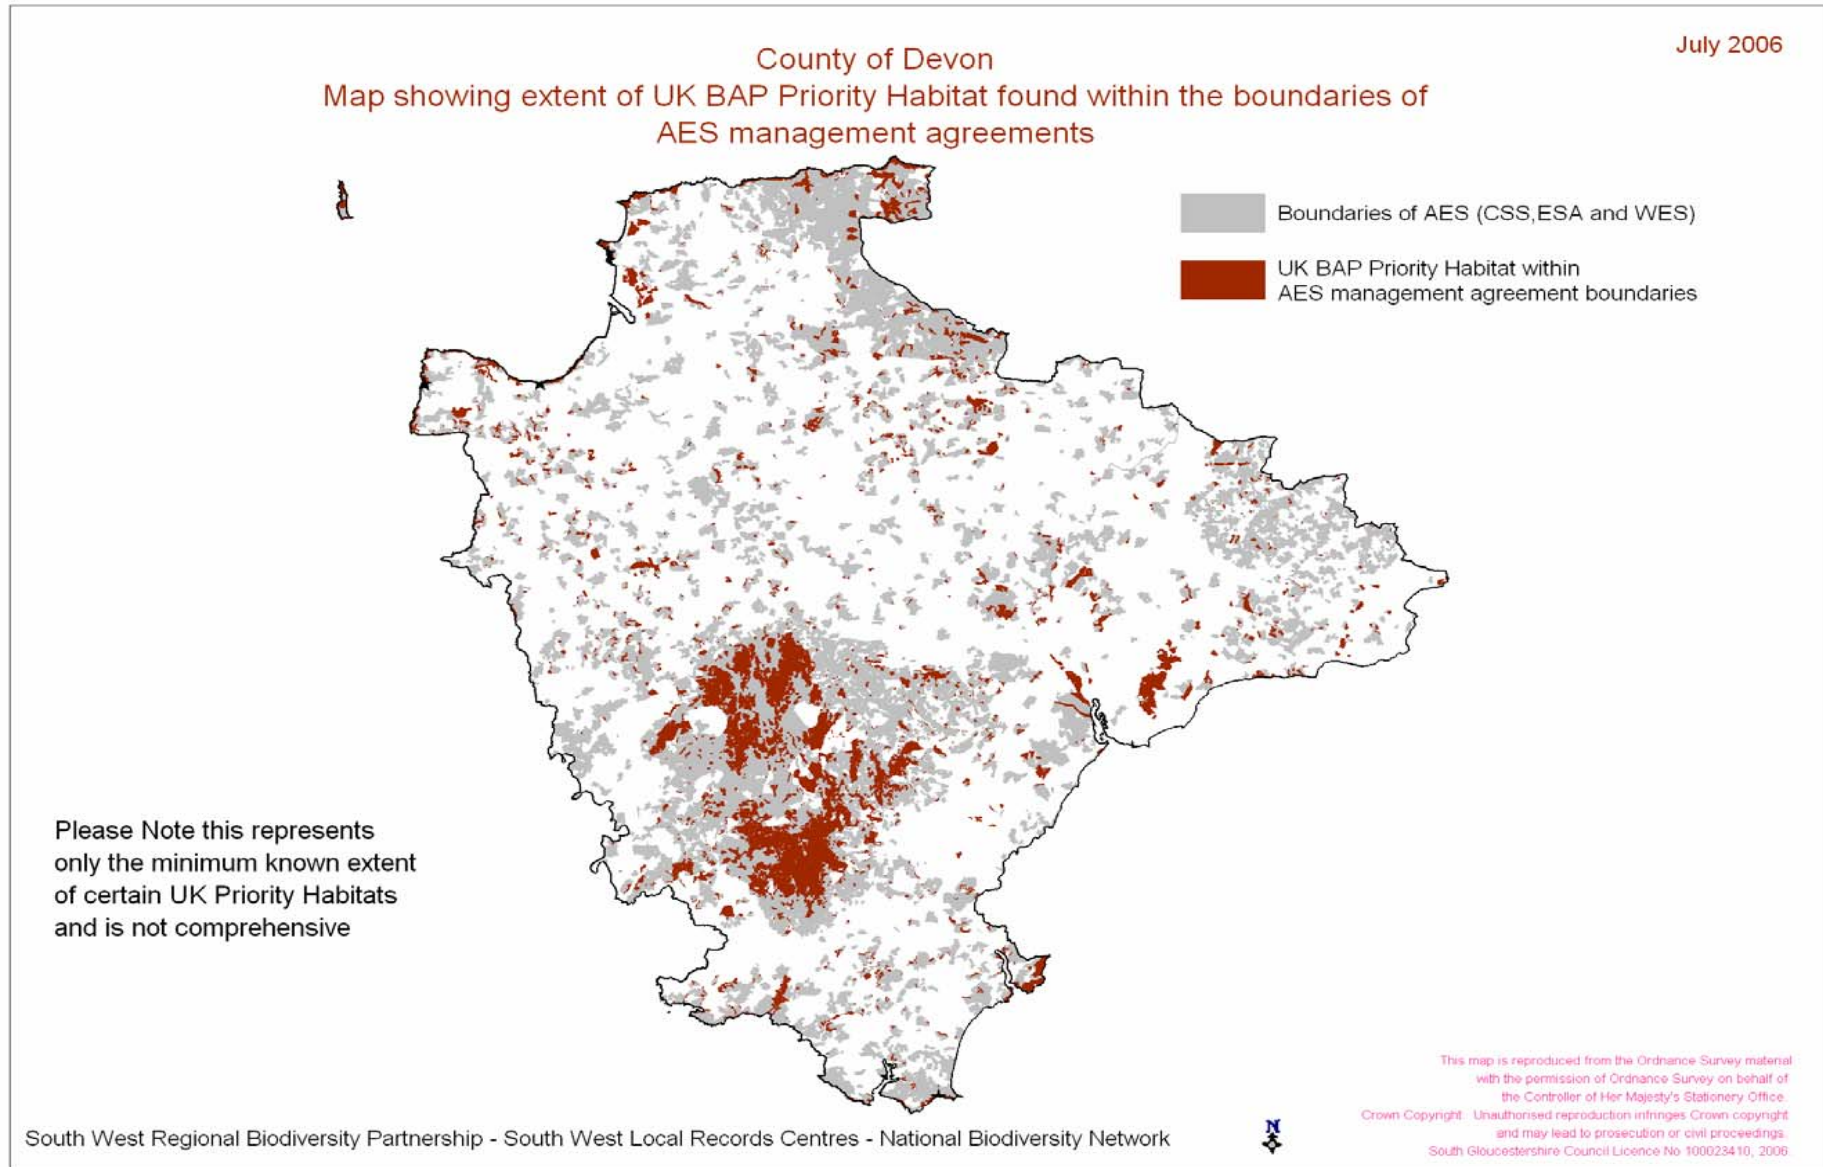 July 2006
County of Devon
Map showing extent of UK BAP Priority Habitat found within the boundaries of
AES management agreements
Boundaries of AES (CSS,ESA and WES)
UK BAP Priority Habitat within
AES management agreement boundaries
Please Note this represents
only the minimum known extent
of certain UK Priority Habitats
and is not comprehensive
This map is reproduced from the Ordnance Survey material
with the permission of Ordnance Survey on behalf of
the Controller of Her Majesty's Stationery Office.
Crown Copyright. Unauthorised reproduction infringes Crown copyright
and may lead to prosecution or civil proceedings.
South Gloucestershire Council Licence No 100023410, 2006.
South West Regional Biodiversity Partnership - South West Local Records Centres - National Biodiversity Network
N